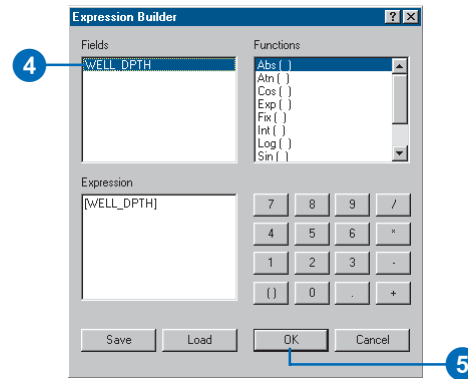 Expression Builder
? ×
Fields
Functions
4
WELL_DPTH
Abs ( )
Atn ( )
Cos ( )
Exp ( )
Fix ( )
Int ( )
Log ( )
Sin ( )
Expression
[WELL_DPTH]
7 8 9 /
4 5 6 *
1 2 3 -
( ) 0 . +
Save Load OK Cancel
5